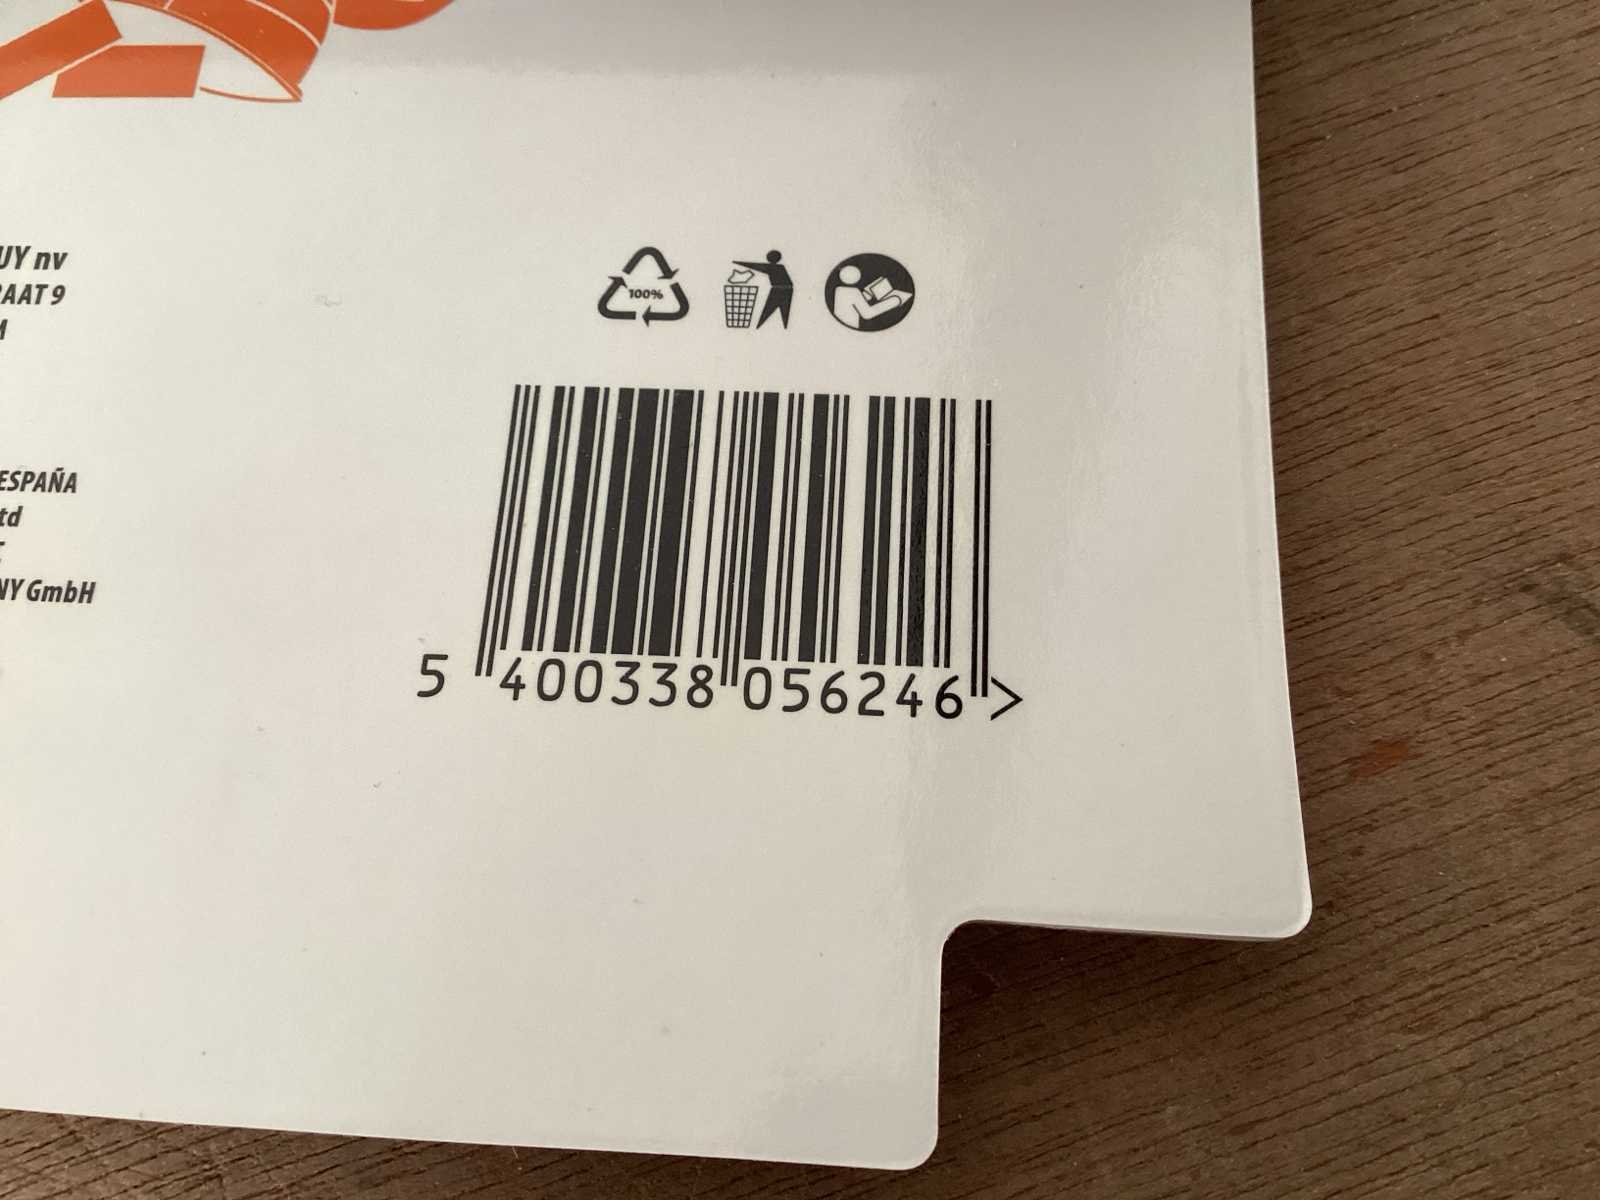 UY nv
AAT 9
ESPAÑA
td
NY GmbH
100%
5 400338 056246 >